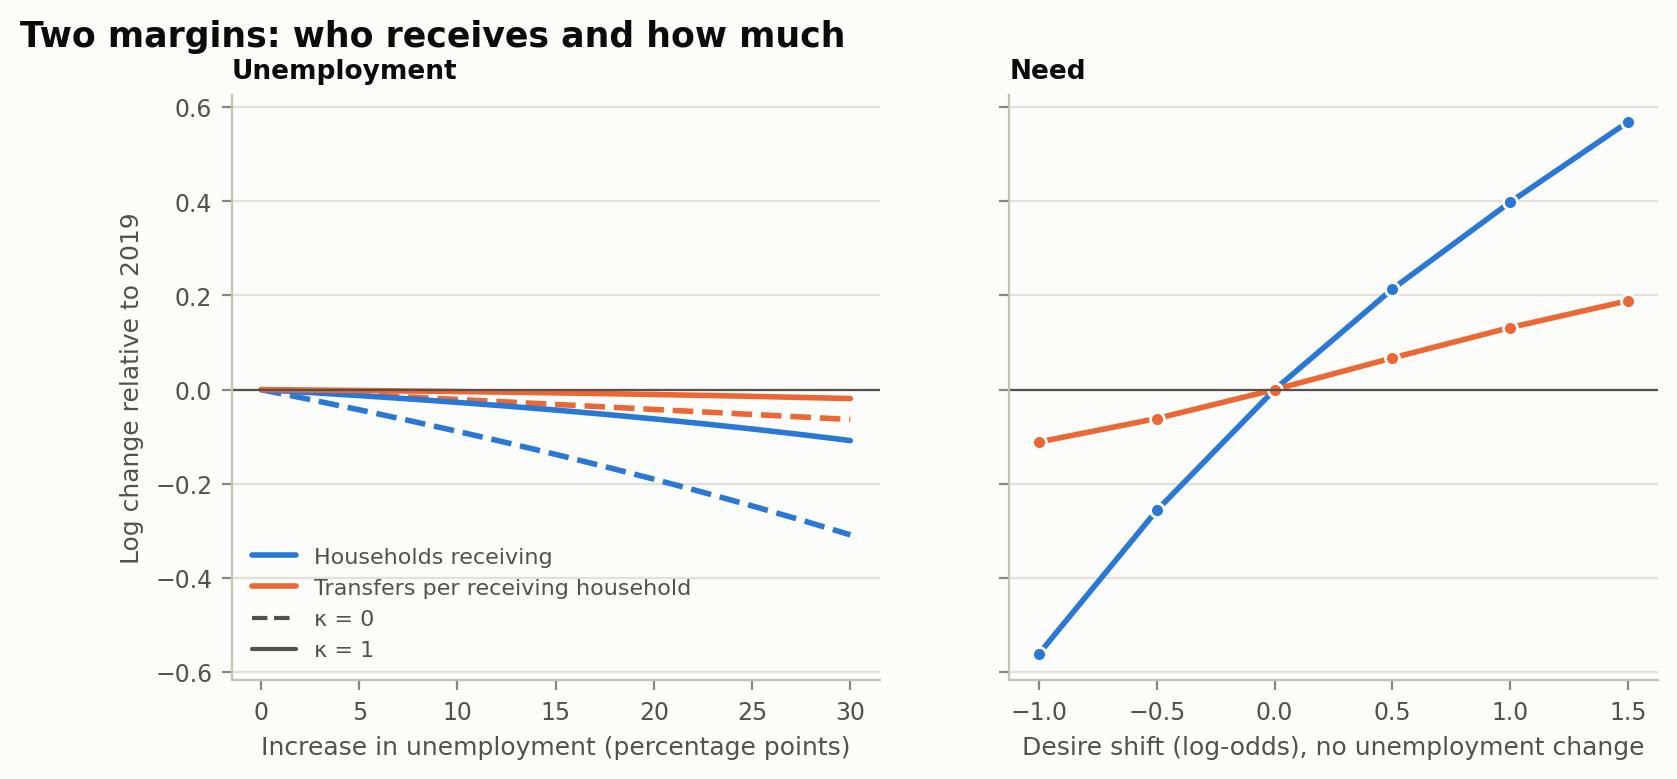 Two margins: who receives and how much
Unemployment
0.6
0.4
0.2
0.0
−0.2
−0.4
−0.6
Log change relative to 2019
Households receiving
Transfers per receiving household
κ = 0
κ = 1
0 5 10 15 20 25 30
Increase in unemployment (percentage points)
Need
−1.0 −0.5 0.0 0.5 1.0 1.5
Desire shift (log-odds), no unemployment change